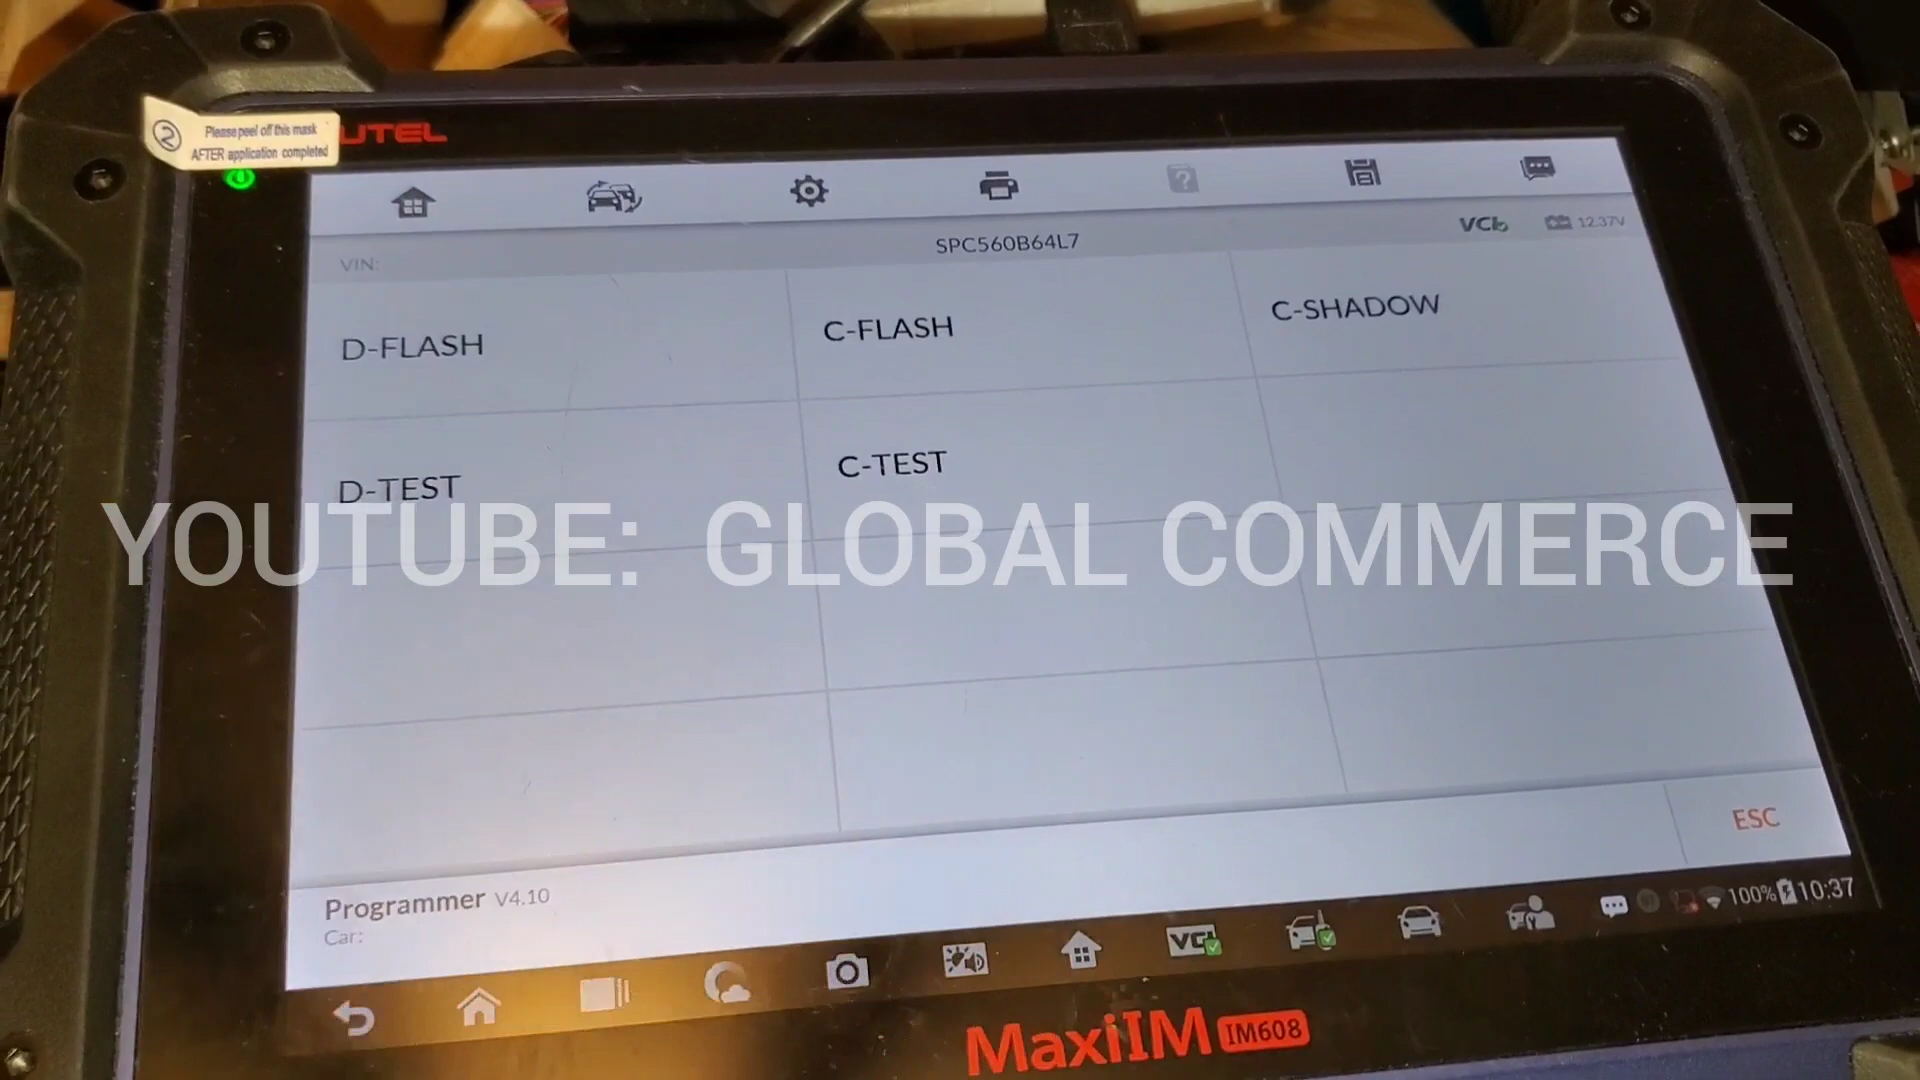 ② Please peel off this mask
AFTER application completed
UTEL
VCI 12.37V
VIN: SPC560B64L7
D-FLASH C-FLASH C-SHADOW
D-TEST C-TEST
YOUTUBE: GLOBAL COMMERCE
ESC
Programmer V4.10
Car:
VCI 100% 10:37
MaxiIM IM608